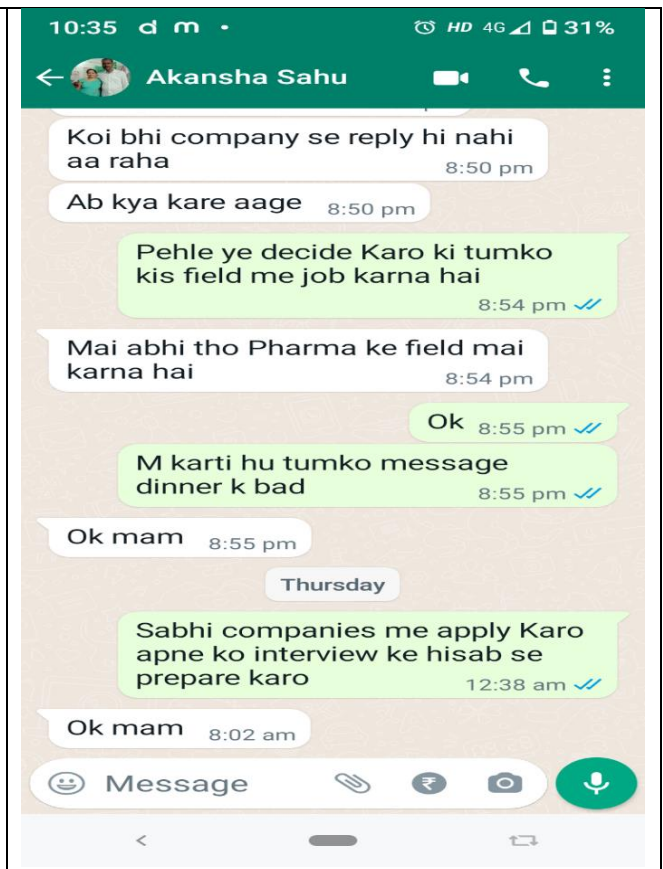 10:35 d m •
HD 4G 31%
Akansha Sahu
Koi bhi company se reply hi nahi
aa raha
8:50 pm
Ab kya kare aage 8:50 pm
Pehle ye decide Karo ki tumko
kis field me job karna hai
8:54 pm
Mai abhi tho Pharma ke field mai
karna hai
8:54 pm
Ok 8:55 pm
M karti hu tumko message
dinner k bad
8:55 pm
Ok mam 8:55 pm
Thursday
Sabhi companies me apply Karo
apne ko interview ke hisab se
prepare karo
12:38 am
Ok mam 8:02 am
Message ₹